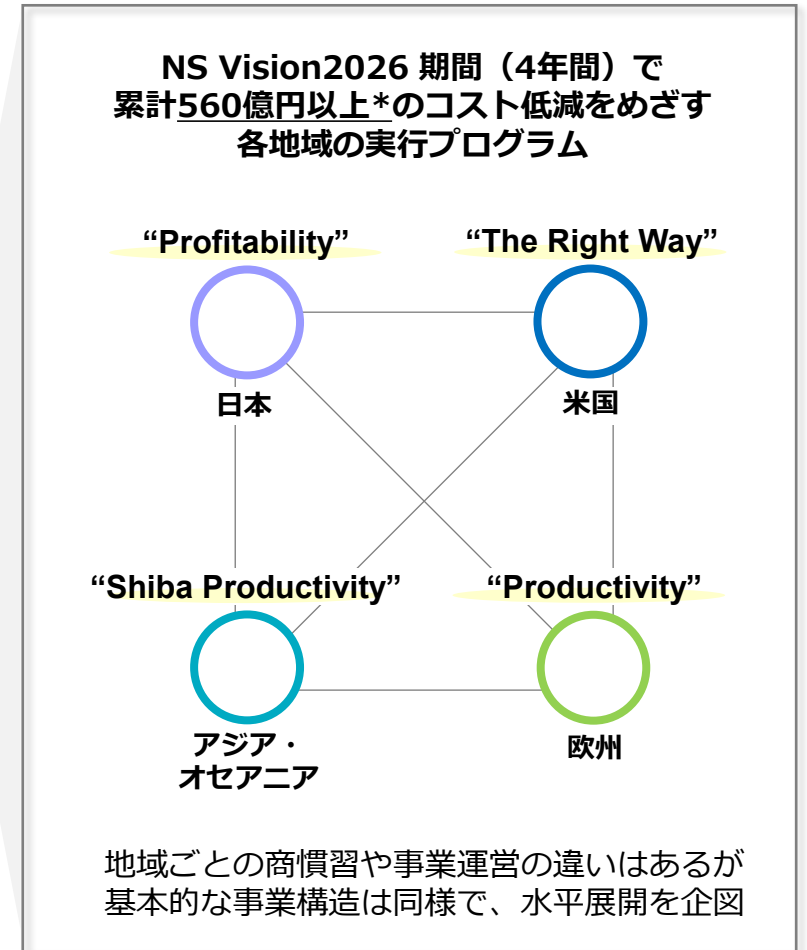 NS Vision2026 期間（4年間）で
累計560億円以上*のコスト低減をめざす
各地域の実行プログラム
“Profitability”
“The Right Way”
日本
米国
“Shiba Productivity”
“Productivity”
アジア・
オセアニア
欧州
地域ごとの商慣習や事業運営の違いはあるが
基本的な事業構造は同様で、水平展開を企図